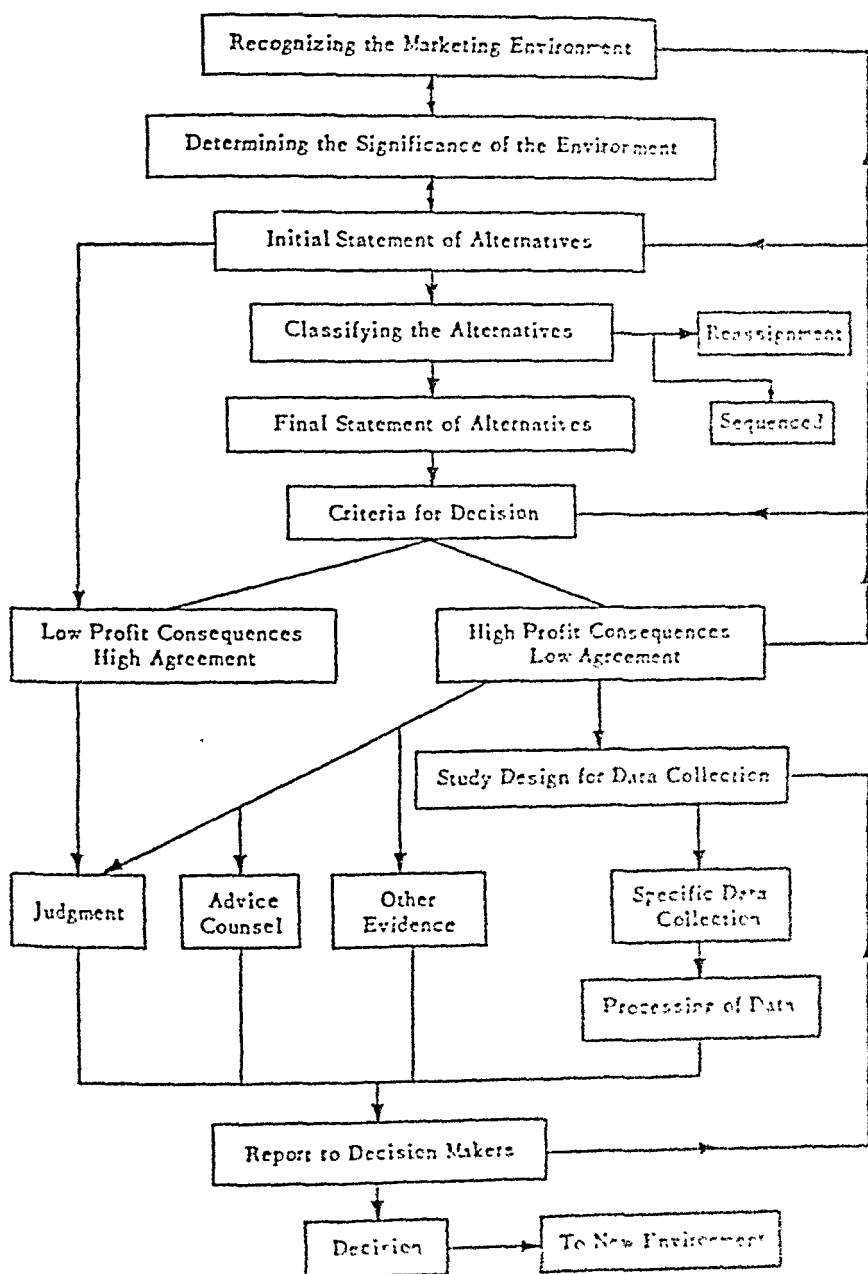 Recognizing the Marketing Environment
Determining the Significance of the Enviroment
Initial Statement of Alternatives
Classifying the Alternatives
Reassignment
Sequenced
Final Statement of Alternatives
Criteria for Decision
Low Profit Consequences
High Agreement
High Profit Consequences
Low Agreement
Study Design for Data Collection
Judgment
Advice
Counsel
Other
Evidence
Specific Data
Collection
Processing of Data
Report to Decision Makers
Decision
To New Environment